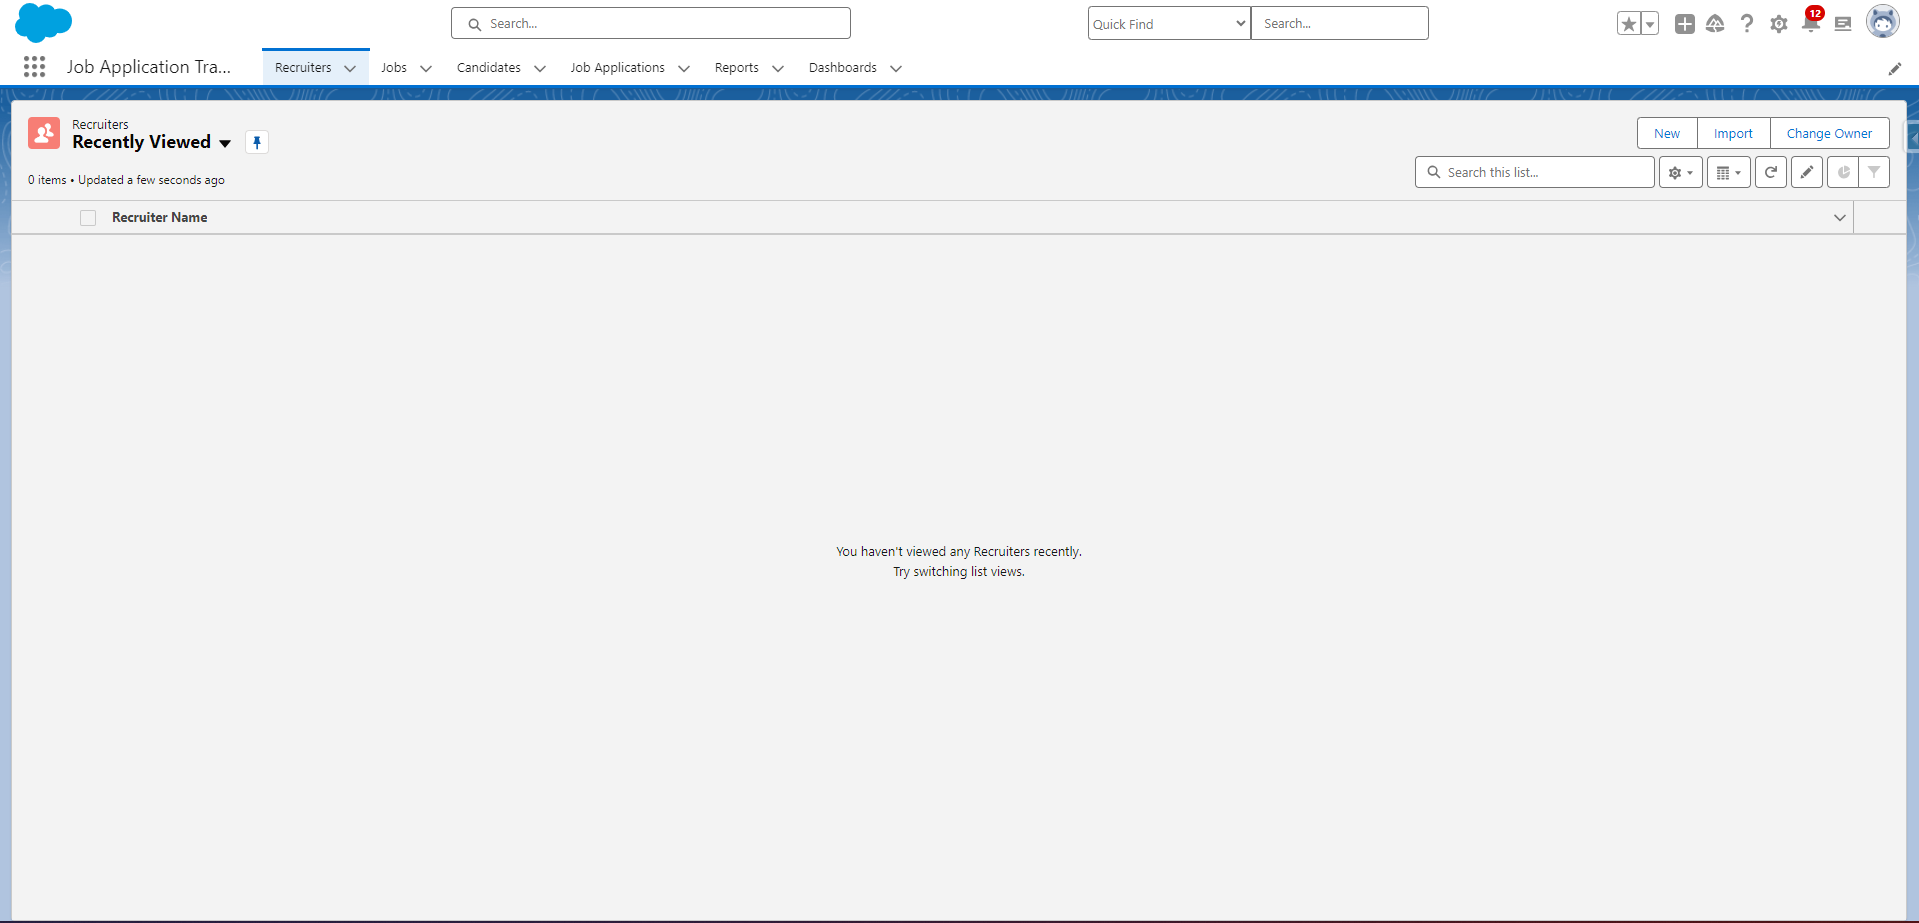 Search...
Quick Find
Search...
12
Job Application Tra...
Recruiters
Jobs
Candidates
Job Applications
Reports
Dashboards
Recruiters
Recently Viewed
New
Import
Change Owner
0 items • Updated a few seconds ago
Search this list...
Recruiter Name
You haven't viewed any Recruiters recently.
Try switching list views.